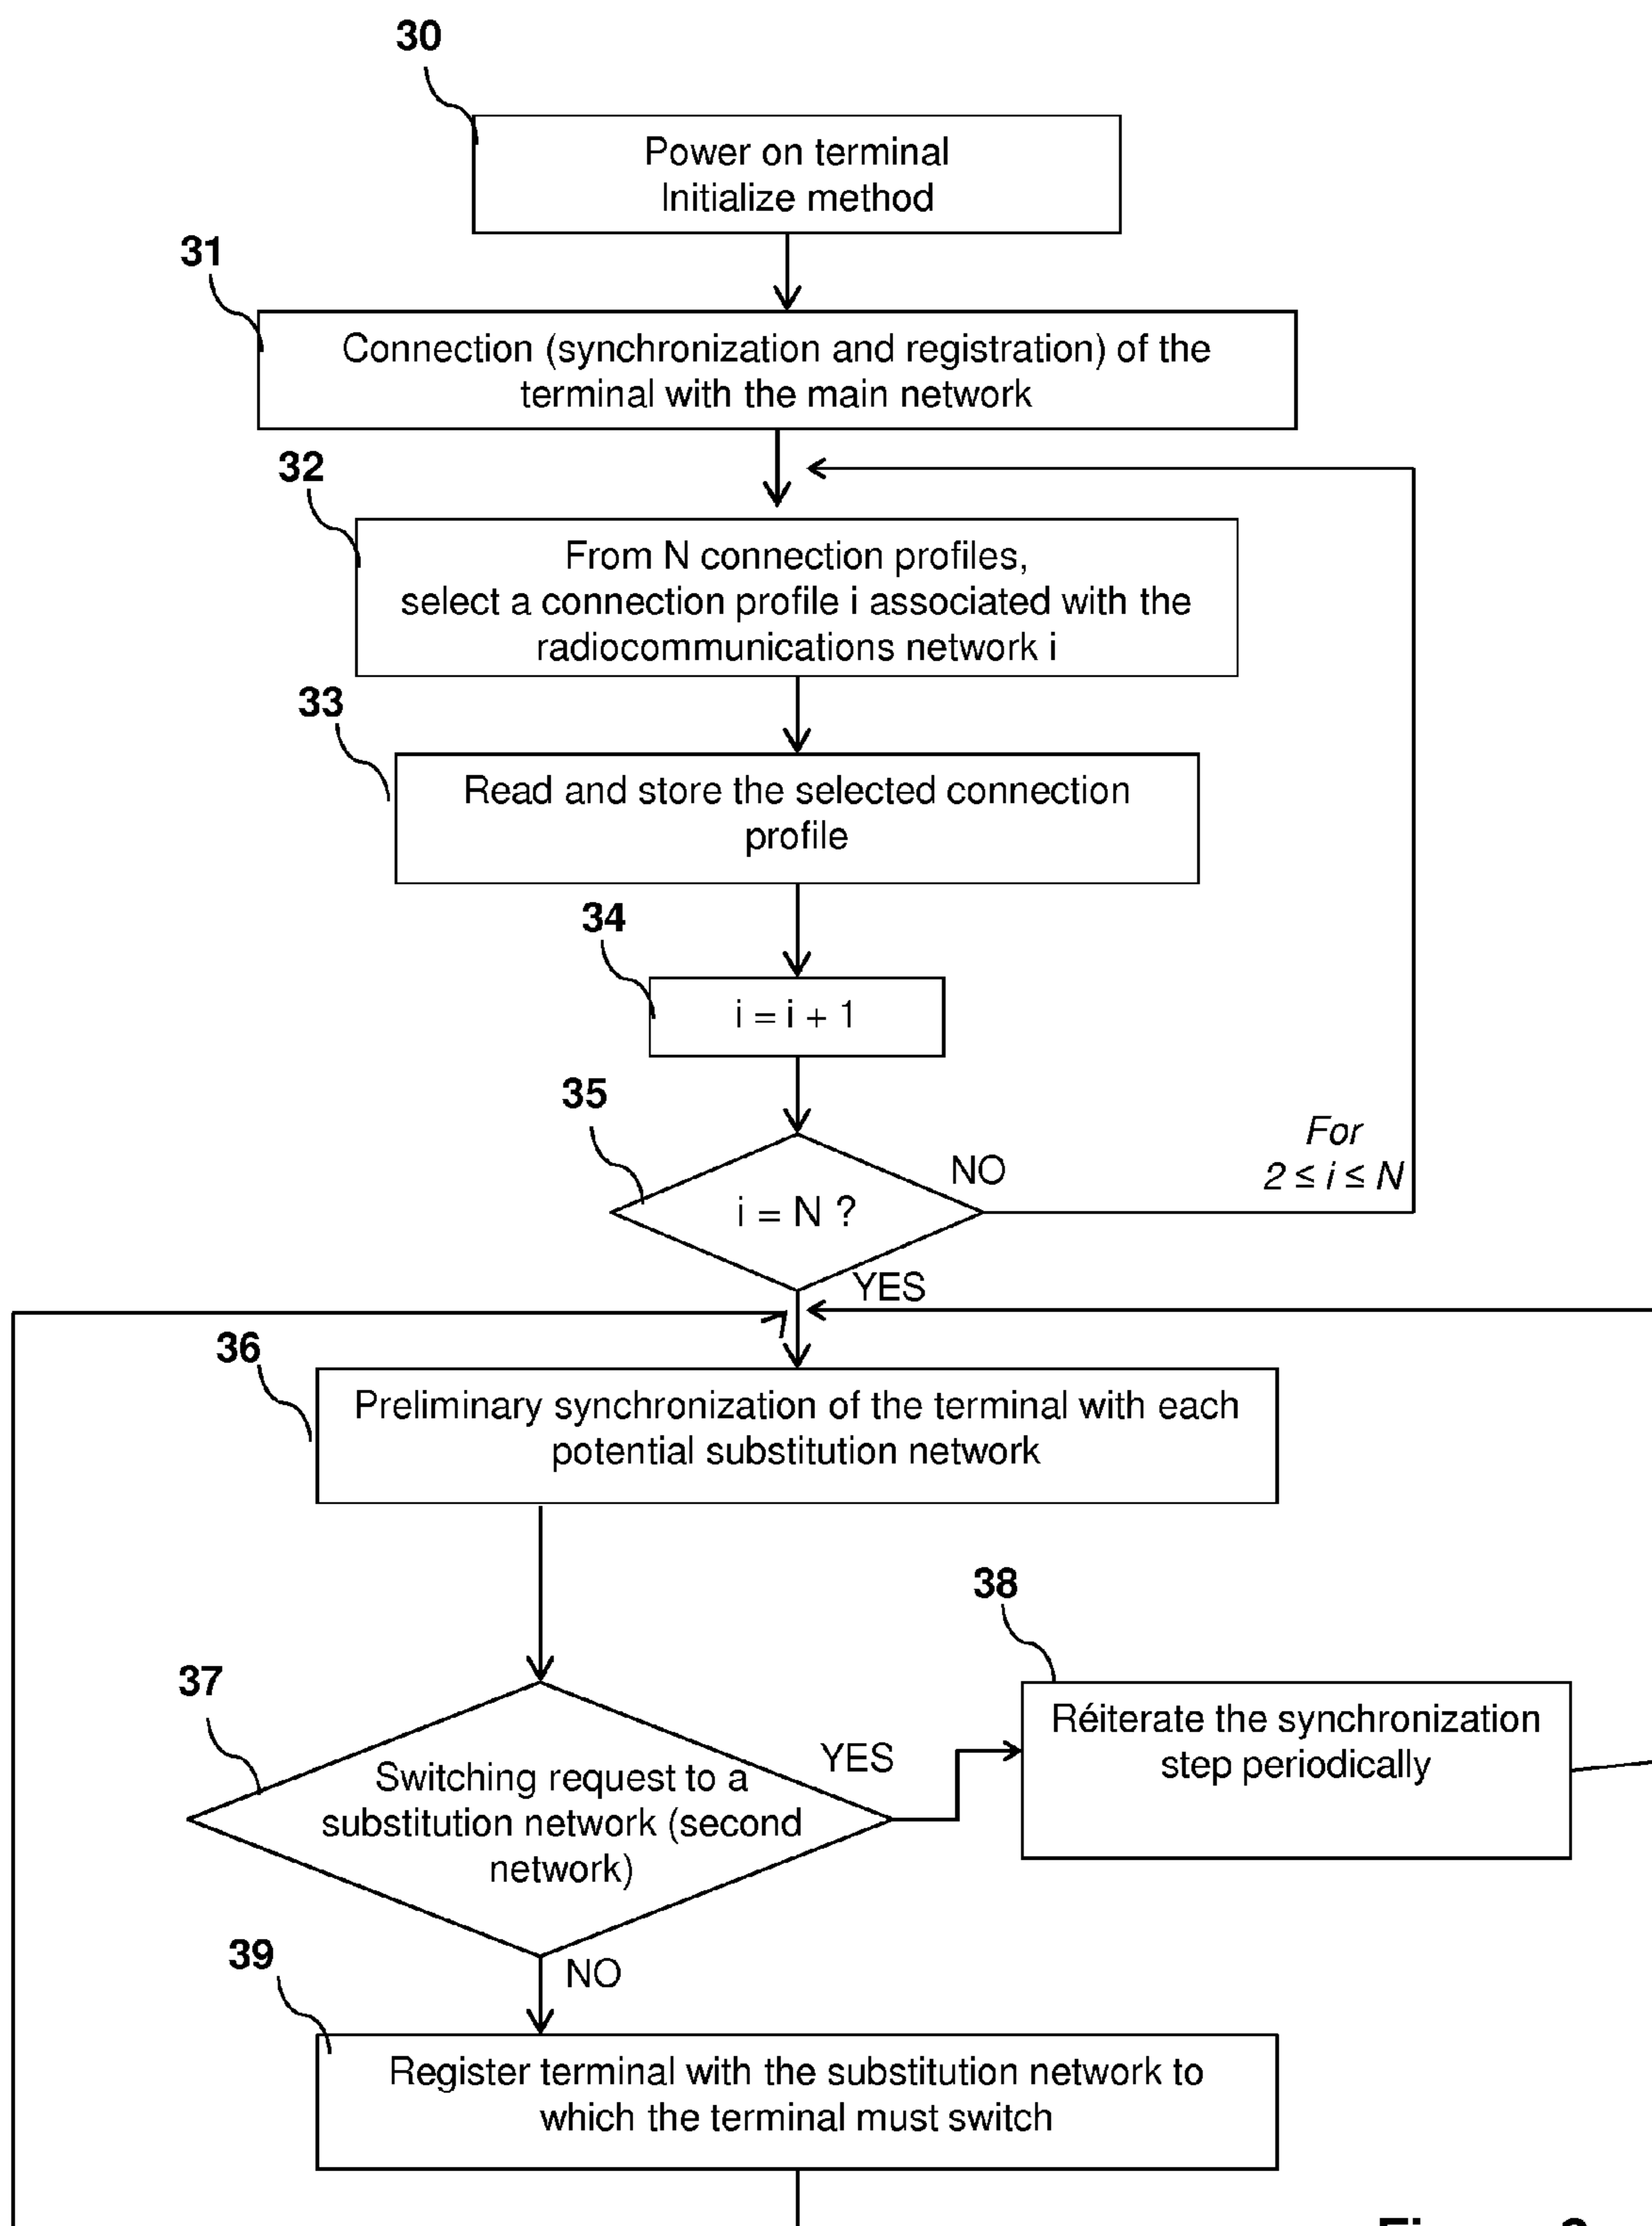 30
Power on terminal
Initialize method
31
Connection (synchronization and registration) of the
terminal with the main network
32
From N connection profiles,
select a connection profile i associated with the
radiocommunications network i
33
Read and store the selected connection
profile
34
i = i + 1
35
i = N ?
NO
For
2 ≤ i ≤ N
YES
36
Preliminary synchronization of the terminal with each
potential substitution network
37
Switching request to a
substitution network (second
network)
YES
38
Réiterate the synchronization
step periodically
NO
39
Register terminal with the substitution network to
which the terminal must switch